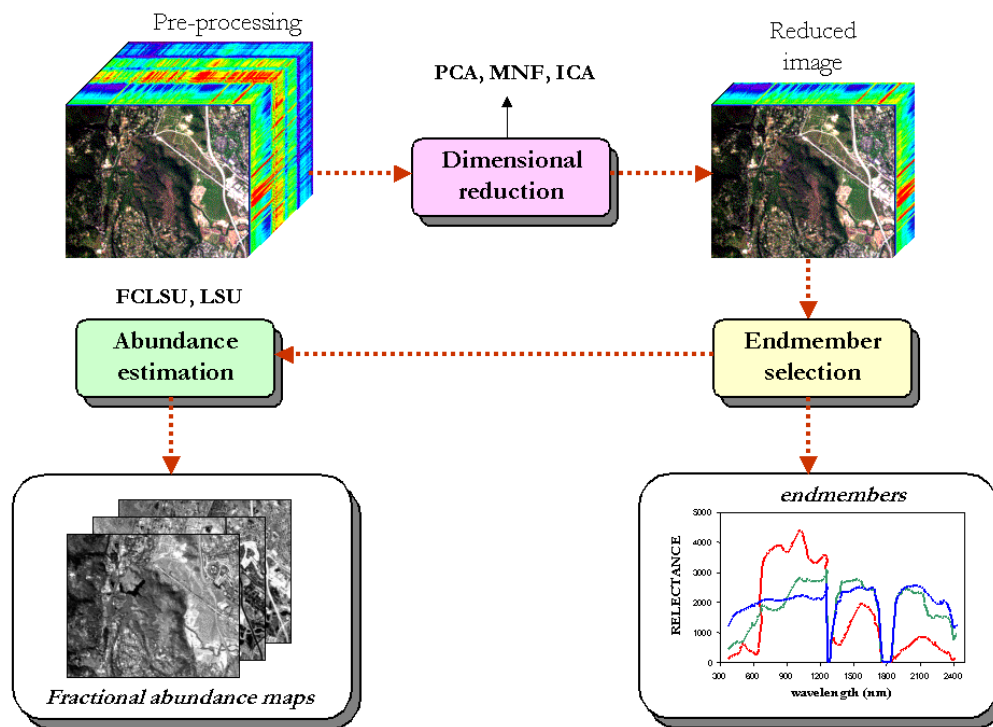 Pre-processing
PCA, MNF, ICA
Reduced
image
Dimensional
reduction
FCLSU, LSU
Abundance
estimation
Endmember
selection
Fractional abundance maps
endmembers
RELECTANCE
5000
4000
3000
2000
1000
0
300 600 900 1200 1500 1800 2100 2400
wavelength (nm)